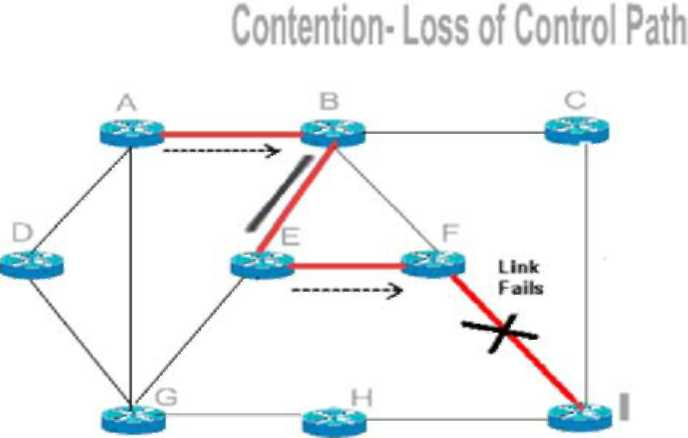 Contention- Loss of Control Path
A
B
C
D
E
F
Link
Fails
G
H
I